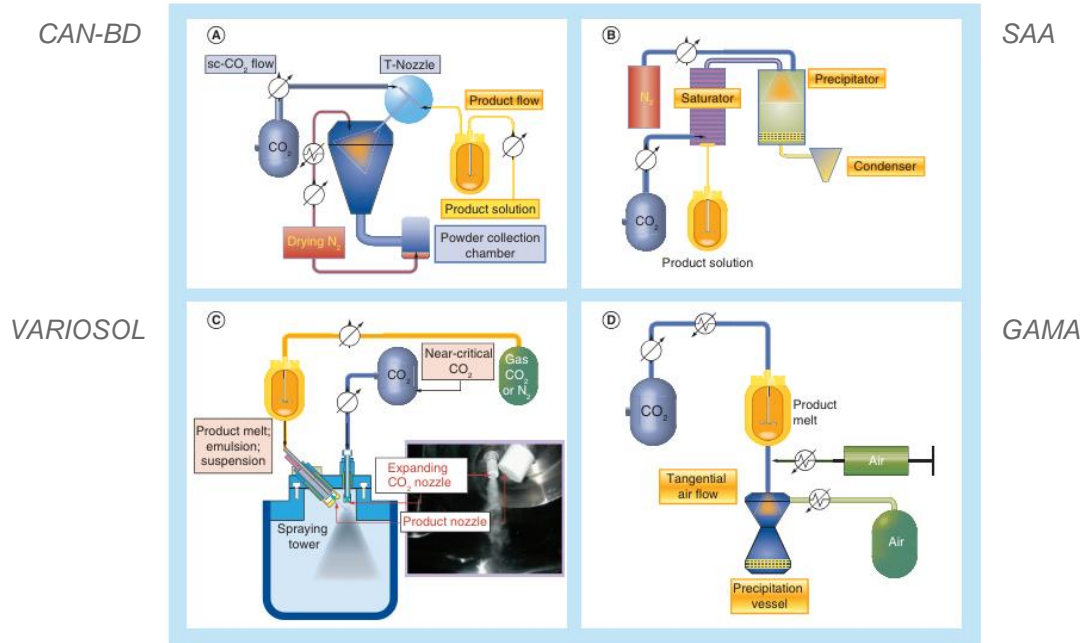 CAN-BD
SAA
A
sc-CO₂ flow
T-Nozzle
Product flow
CO₂
Product solution
Drying N₂
Powder collection
chamber
B
N₂
Saturator
Precipitator
Condenser
CO₂
Product solution
VARIOSOL
GAMA
C
Near-critical
CO₂
CO₂
Gas
CO₂
or N₂
Product melt;
emulsion;
suspension
Expanding
CO₂ nozzle
Product nozzle
Spraying
tower
D
CO₂
Product
melt
Air
Tangential
air flow
Air
Precipitation
vessel